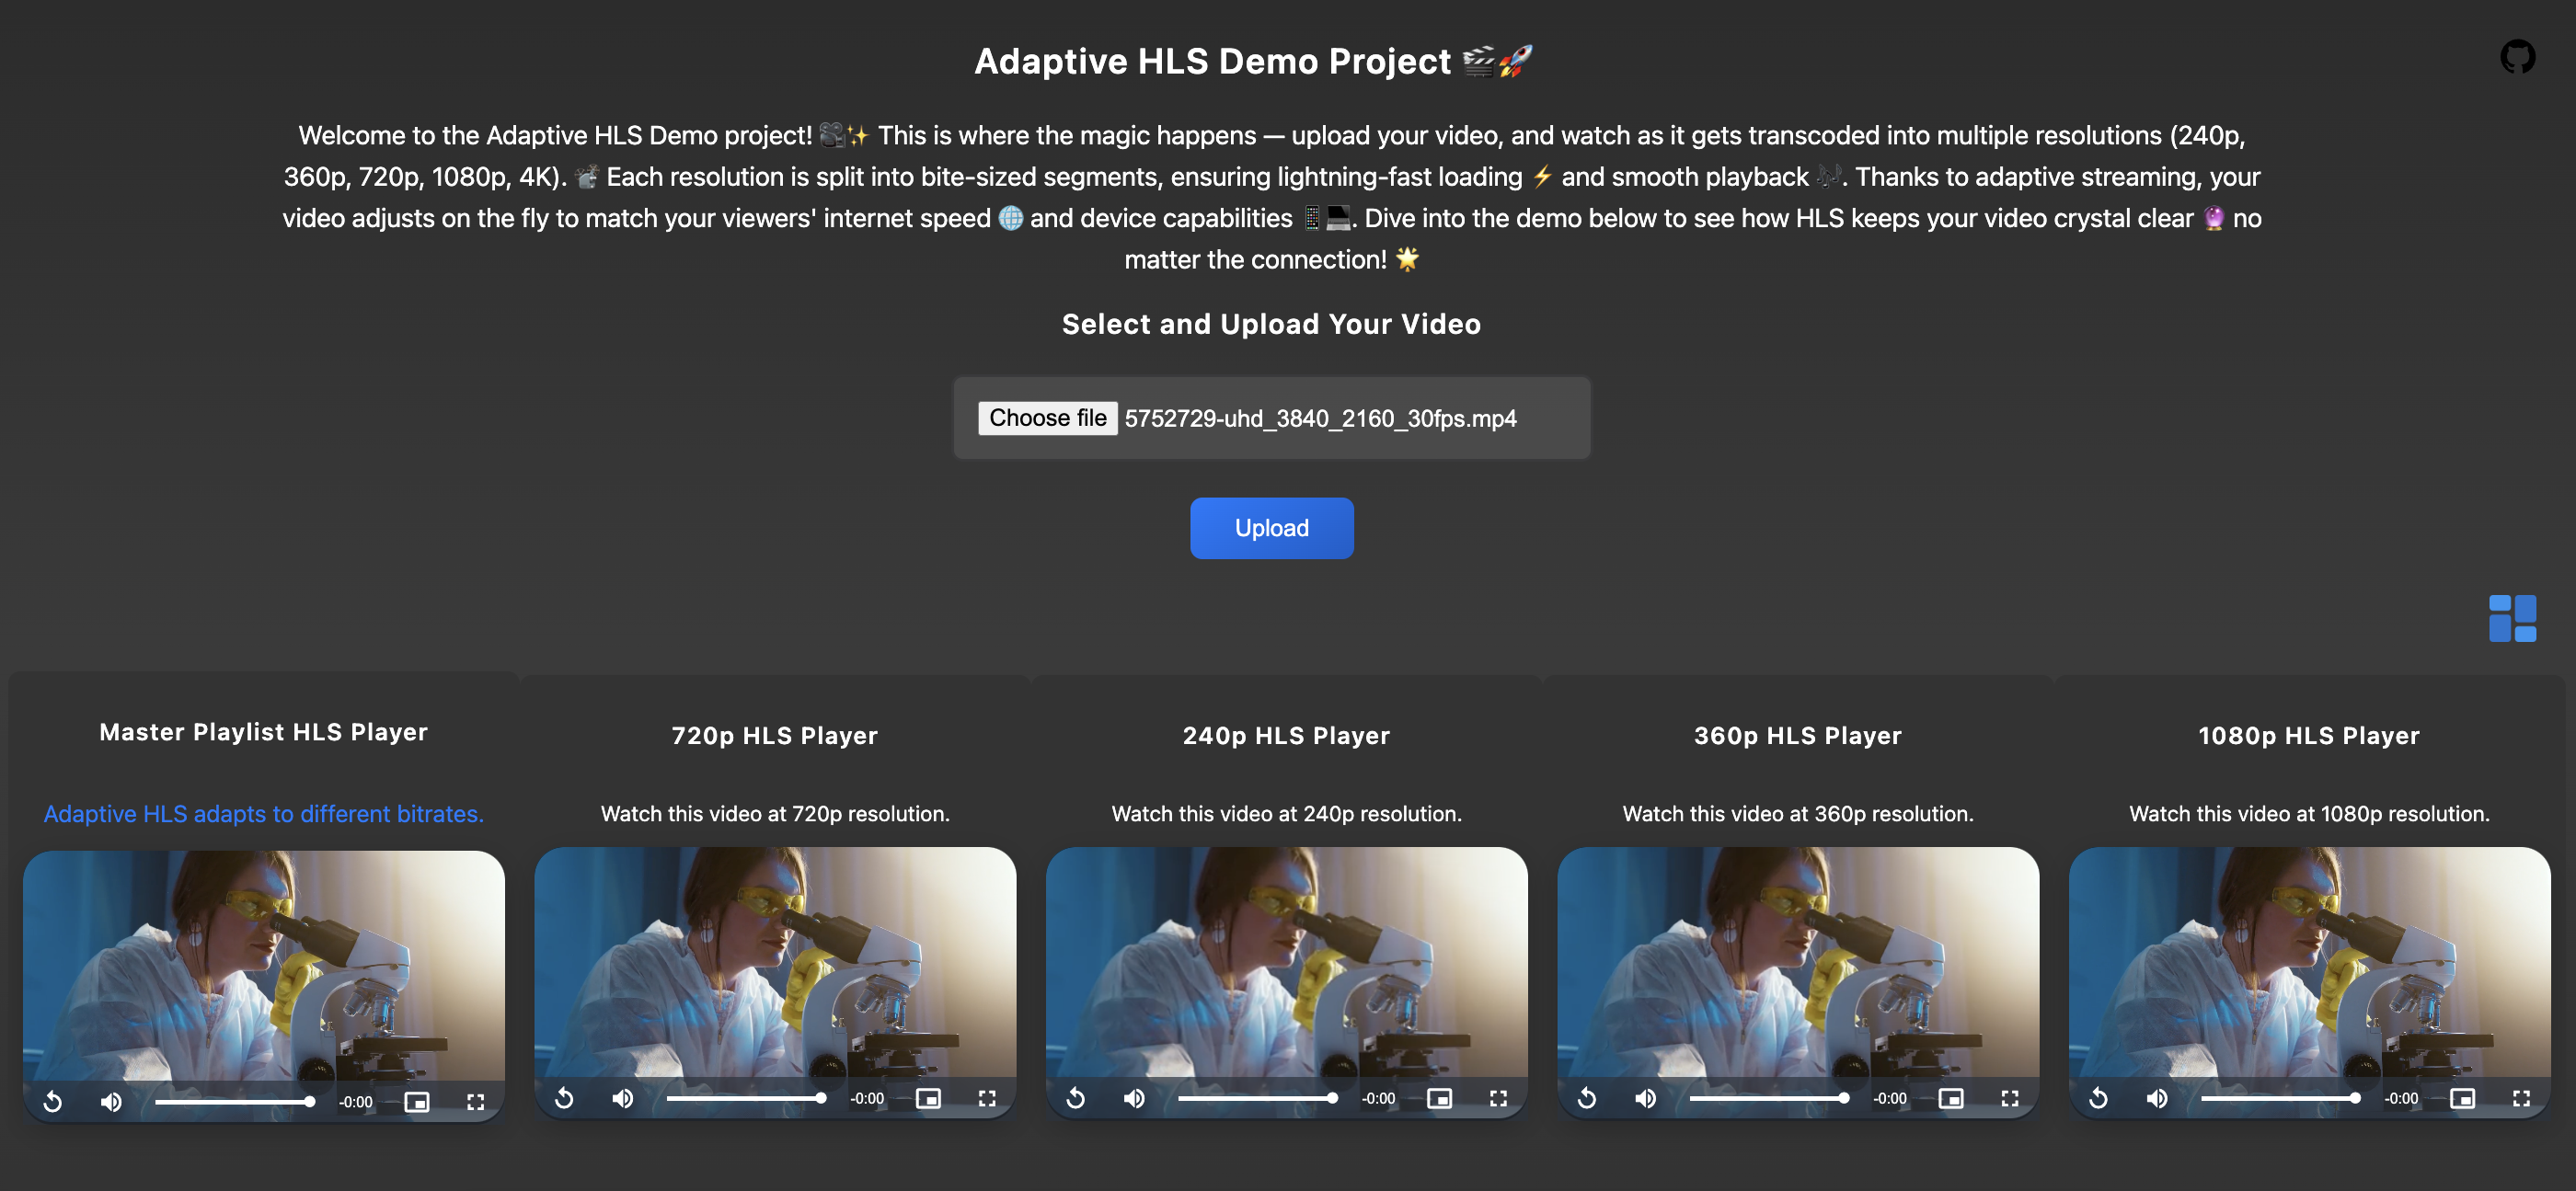 Adaptive HLS Demo Project 🎬🚀
Welcome to the Adaptive HLS Demo project! 🎥✨ This is where the magic happens — upload your video, and watch as it gets transcoded into multiple resolutions (240p,
360p, 720p, 1080p, 4K). 📽️ Each resolution is split into bite-sized segments, ensuring lightning-fast loading ⚡ and smooth playback 🎶. Thanks to adaptive streaming, your
video adjusts on the fly to match your viewers' internet speed 🌐 and device capabilities 📱💻. Dive into the demo below to see how HLS keeps your video crystal clear 🔮 no
matter the connection! 🌟
Select and Upload Your Video
Choose file 5752729-uhd_3840_2160_30fps.mp4
Upload
Master Playlist HLS Player
Adaptive HLS adapts to different bitrates.
-0:00
720p HLS Player
Watch this video at 720p resolution.
-0:00
240p HLS Player
Watch this video at 240p resolution.
-0:00
360p HLS Player
Watch this video at 360p resolution.
-0:00
1080p HLS Player
Watch this video at 1080p resolution.
-0:00